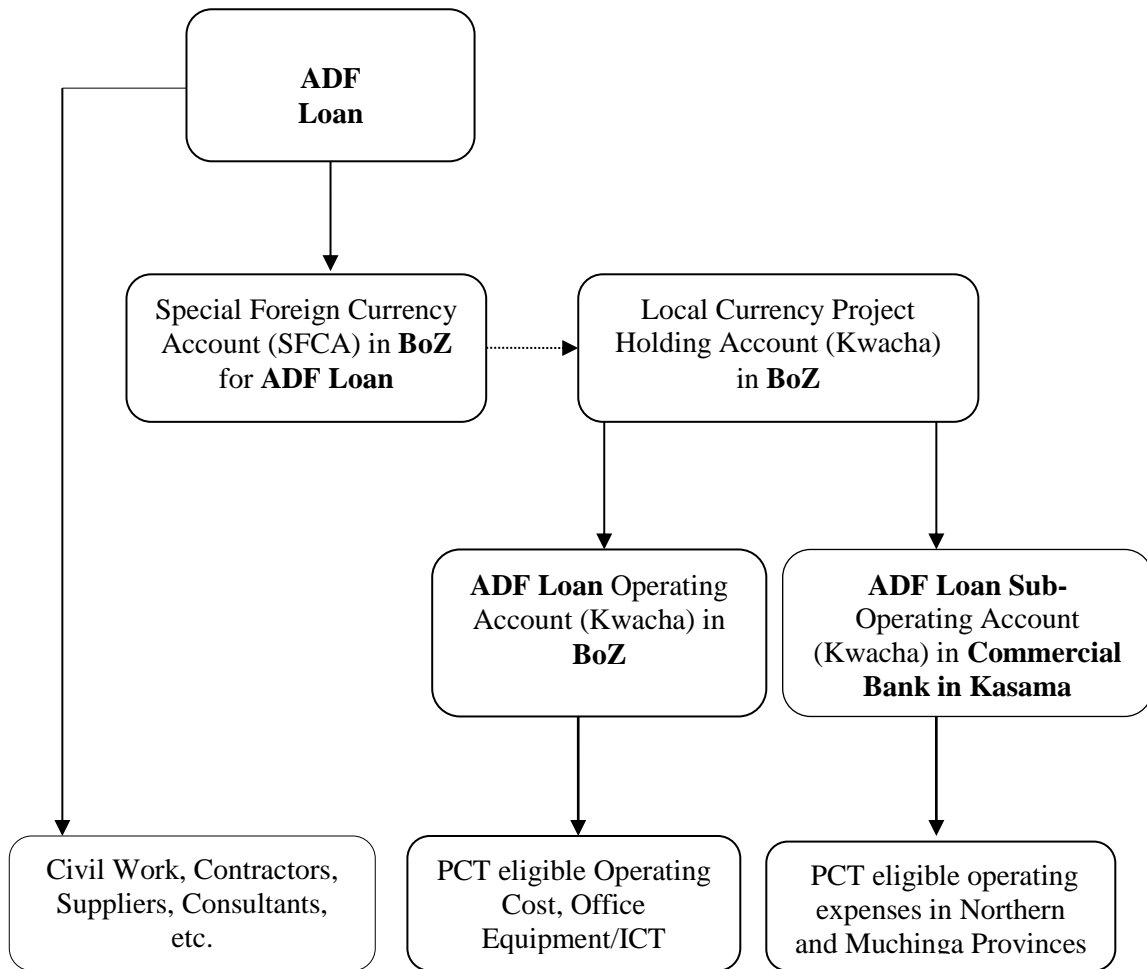 ADF
Loan
Special Foreign Currency
Account (SFCA) in BoZ
for ADF Loan
Local Currency Project
Holding Account (Kwacha)
in BoZ
ADF Loan Operating
Account (Kwacha) in
BoZ
ADF Loan Sub-
Operating Account
(Kwacha) in Commercial
Bank in Kasama
Civil Work, Contractors,
Suppliers, Consultants,
etc.
PCT eligible Operating
Cost, Office
Equipment/ICT
PCT eligible operating
expenses in Northern
and Muchinga Provinces